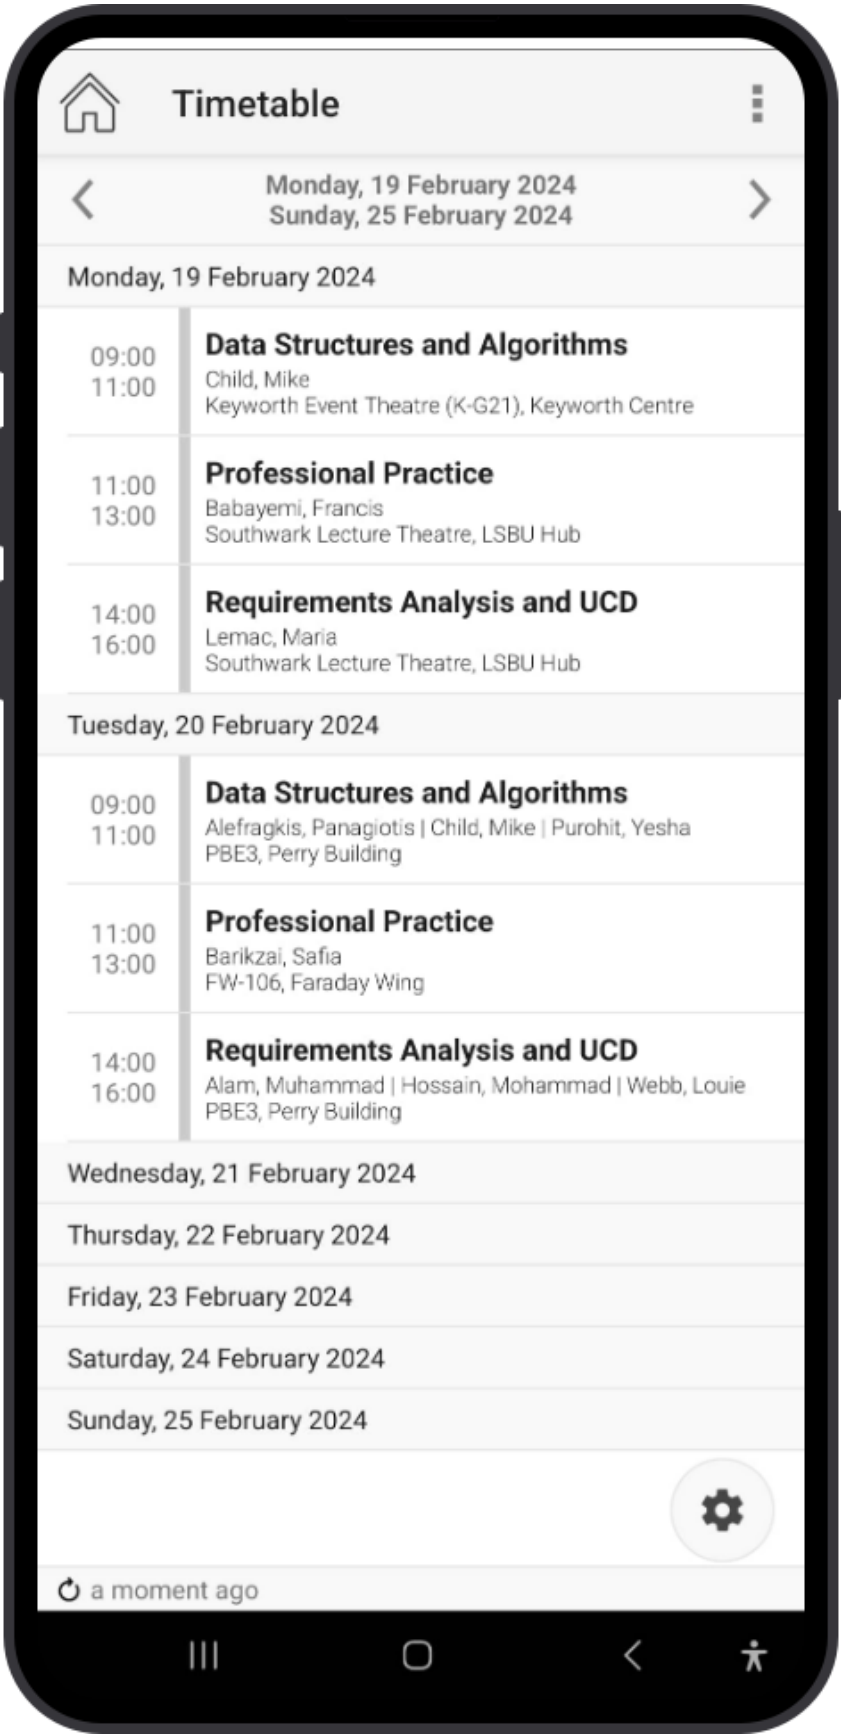 Timetable
Monday, 19 February 2024
Sunday, 25 February 2024
Monday, 19 February 2024
09:00
11:00
Data Structures and Algorithms
Child, Mike
Keyworth Event Theatre (K-G21), Keyworth Centre
11:00
13:00
Professional Practice
Babayemi, Francis
Southwark Lecture Theatre, LSBU Hub
14:00
16:00
Requirements Analysis and UCD
Lemac, Maria
Southwark Lecture Theatre, LSBU Hub
Tuesday, 20 February 2024
09:00
11:00
Data Structures and Algorithms
Alefragkis, Panagiotis | Child, Mike | Purohit, Yesha
PBE3, Perry Building
11:00
13:00
Professional Practice
Barikzai, Safia
FW-106, Faraday Wing
14:00
16:00
Requirements Analysis and UCD
Alam, Muhammad | Hossain, Mohammad | Webb, Louie
PBE3, Perry Building
Wednesday, 21 February 2024
Thursday, 22 February 2024
Friday, 23 February 2024
Saturday, 24 February 2024
Sunday, 25 February 2024
a moment ago